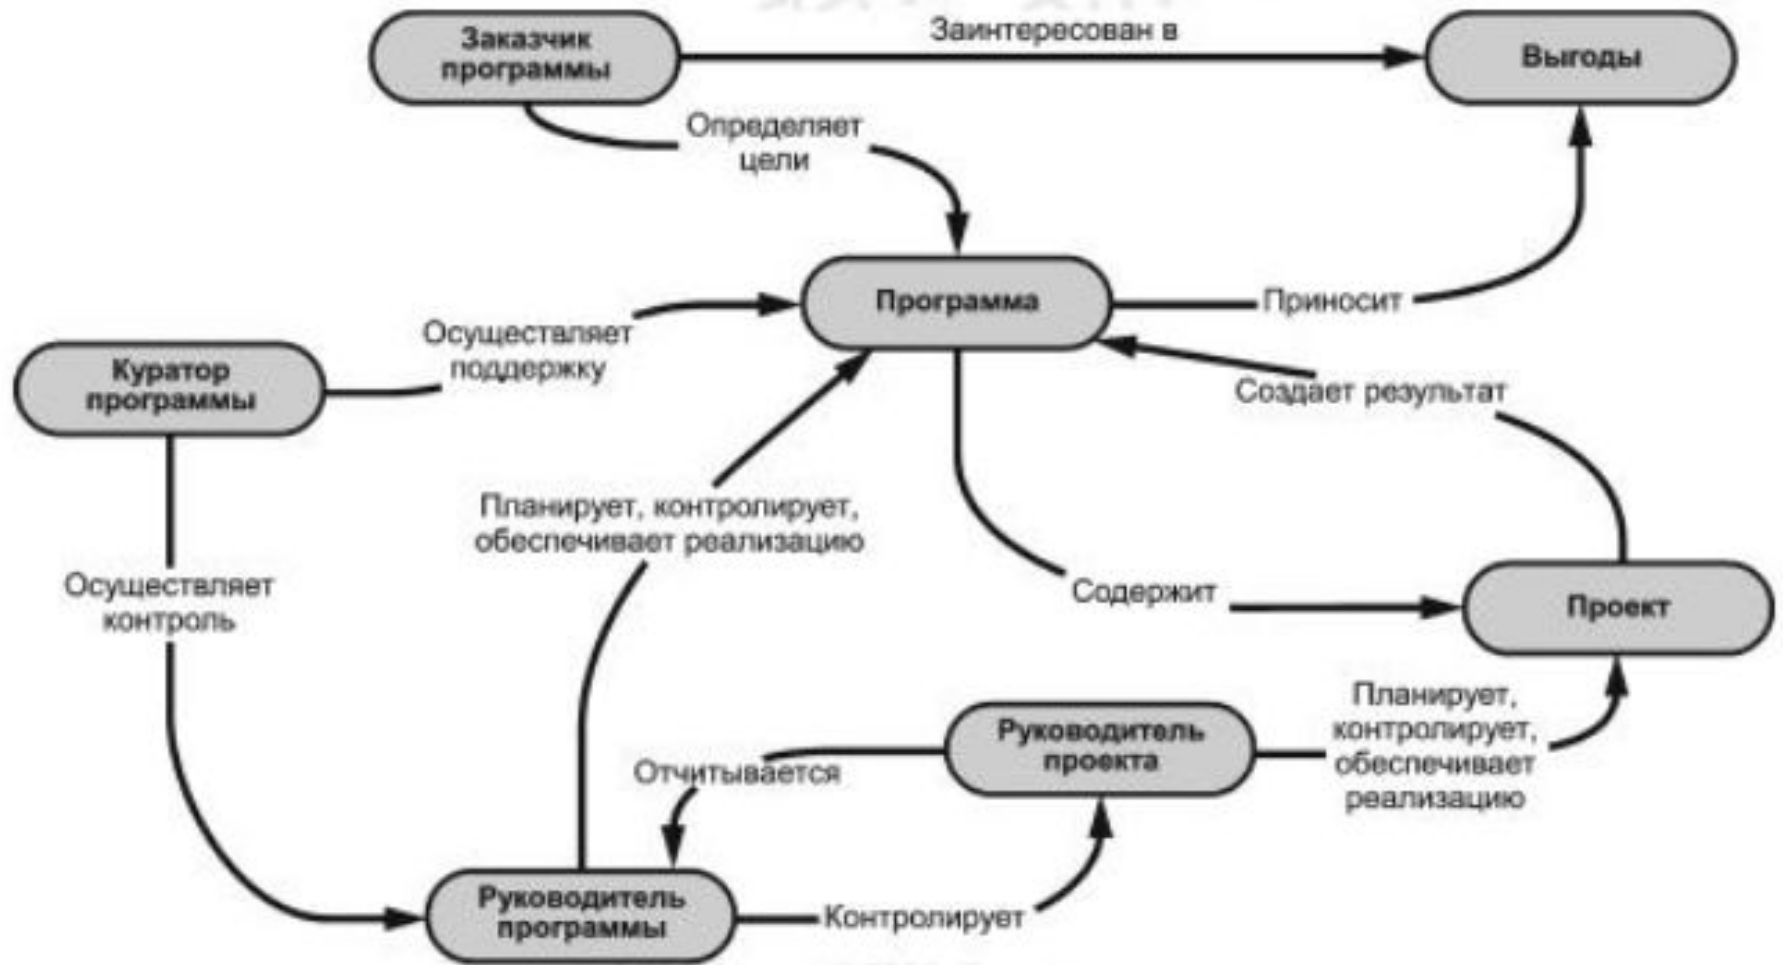 Заказчик
программы
Заинтересован в
Выгоды
Определяет
цели
Программа
Приносит
Осуществляет
поддержку
Куратор
программы
Создает результат
Планирует, контролирует,
обеспечивает реализацию
Осуществляет
контроль
Содержит
Проект
Руководитель
проекта
Планирует,
контролирует,
обеспечивает
реализацию
Отчитывается
Руководитель
программы
Контролирует